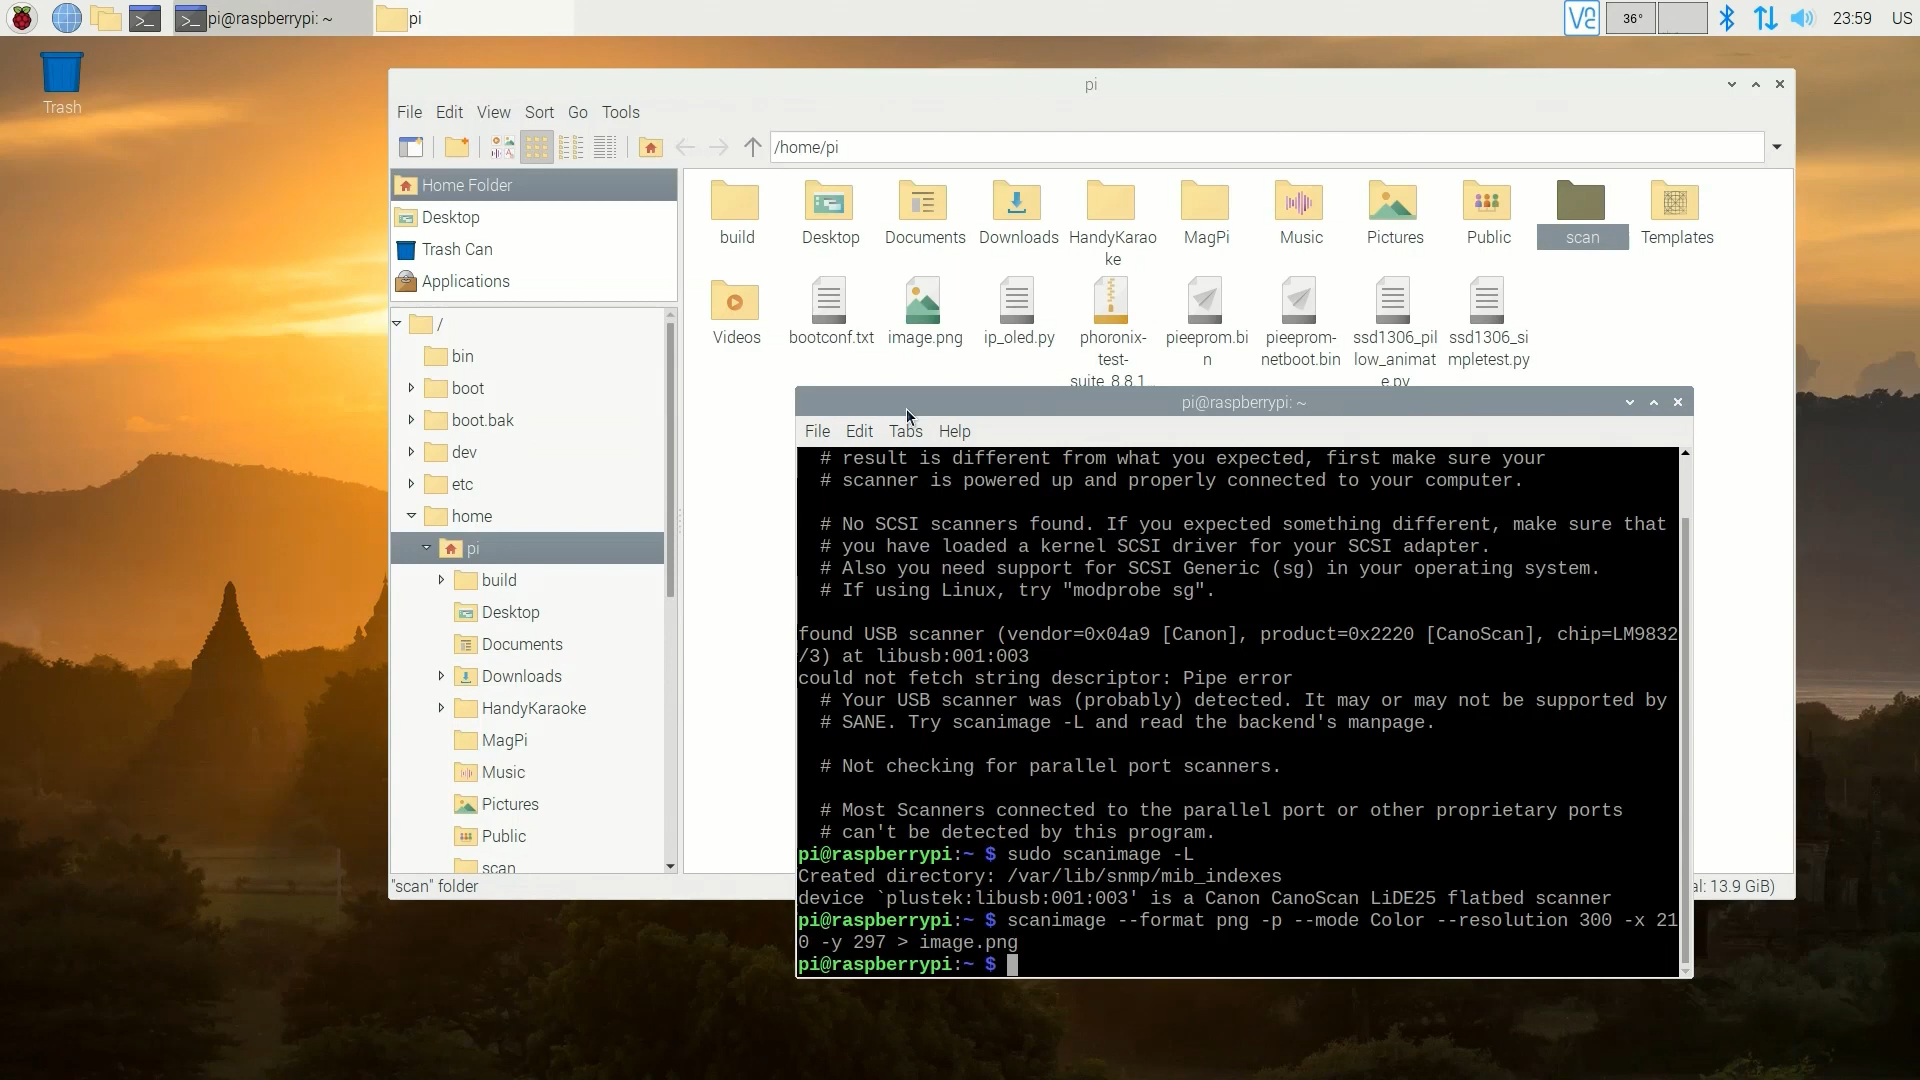 pi@raspberrypi: ~
pi
36°
23:59
US
Trash
pi
File Edit View Sort Go Tools
/home/pi
Home Folder
Desktop
Trash Can
Applications
/
bin
boot
boot.bak
dev
etc
home
pi
build
Desktop
Documents
Downloads
HandyKaraoke
MagPi
Music
Pictures
Public
scan
"scan" folder
build
Desktop
Documents
Downloads
HandyKarao
ke
MagPi
Music
Pictures
Public
scan
Templates
Videos
bootconf.txt
image.png
ip_oled.py
phoronix-
test-
suite_8.8.1
pieeprom.bi
n
pieeprom-
netboot.bin
ssd1306_pil
low_animat
e.py
ssd1306_si
mpletest.py
al: 13.9 GiB)
pi@raspberrypi: ~
File Edit Tabs Help
# result is different from what you expected, first make sure your
# scanner is powered up and properly connected to your computer.
# No SCSI scanners found. If you expected something different, make sure that
# you have loaded a kernel SCSI driver for your SCSI adapter.
# Also you need support for SCSI Generic (sg) in your operating system.
# If using Linux, try "modprobe sg".
found USB scanner (vendor=0x04a9 [Canon], product=0x2220 [CanoScan], chip=LM9832
/3) at libusb:001:003
could not fetch string descriptor: Pipe error
# Your USB scanner was (probably) detected. It may or may not be supported by
# SANE. Try scanimage -L and read the backend's manpage.
# Not checking for parallel port scanners.
# Most Scanners connected to the parallel port or other proprietary ports
# can't be detected by this program.
pi@raspberrypi:~ $ sudo scanimage -L
Created directory: /var/lib/snmp/mib_indexes
device `plustek:libusb:001:003' is a Canon CanoScan LiDE25 flatbed scanner
pi@raspberrypi:~ $ scanimage --format png -p --mode Color --resolution 300 -x 21
0 -y 297 > image.png
pi@raspberrypi:~ $